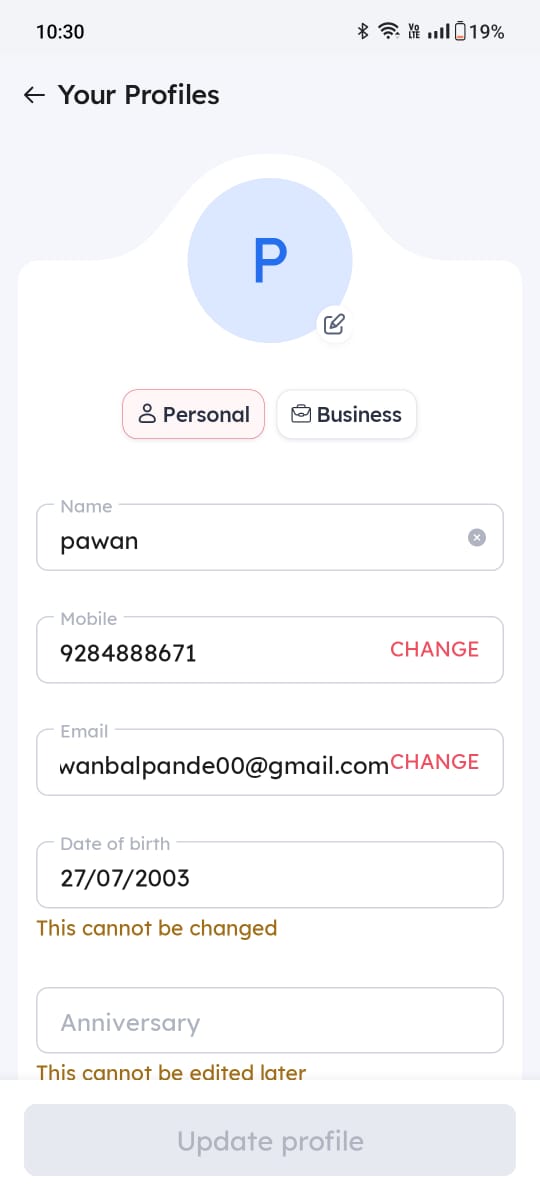 10:30
Vo LTE 19%
Your Profiles
P
Personal Business
Name
pawan
Mobile
9284888671 CHANGE
Email
wanbalpande00@gmail.com CHANGE
Date of birth
27/07/2003
This cannot be changed
Anniversary
This cannot be edited later
Update profile